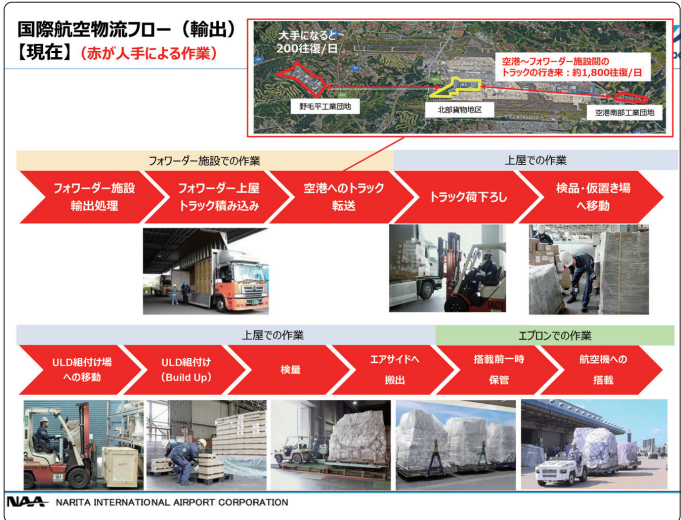 国際航空物流フロー（輸出）
【現在】（赤が人手による作業）
大手になると
200往復/日
空港～フォワーダー施設間の
トラックの行き来：約1,800往復/日
野毛平工業団地
北部貨物地区
空港南部工業団地
フォワーダー施設での作業
上屋での作業
フォワーダー施設
輸出処理
フォワーダー上屋
トラック積み込み
空港へのトラック
転送
トラック荷下ろし
検品・仮置き場
へ移動
上屋での作業
エプロンでの作業
ULD組付け場
への移動
ULD組付け
（Build Up）
検量
エアサイドへ
搬出
搭載前一時
保管
航空機への
搭載
NAA NARITA INTERNATIONAL AIRPORT CORPORATION